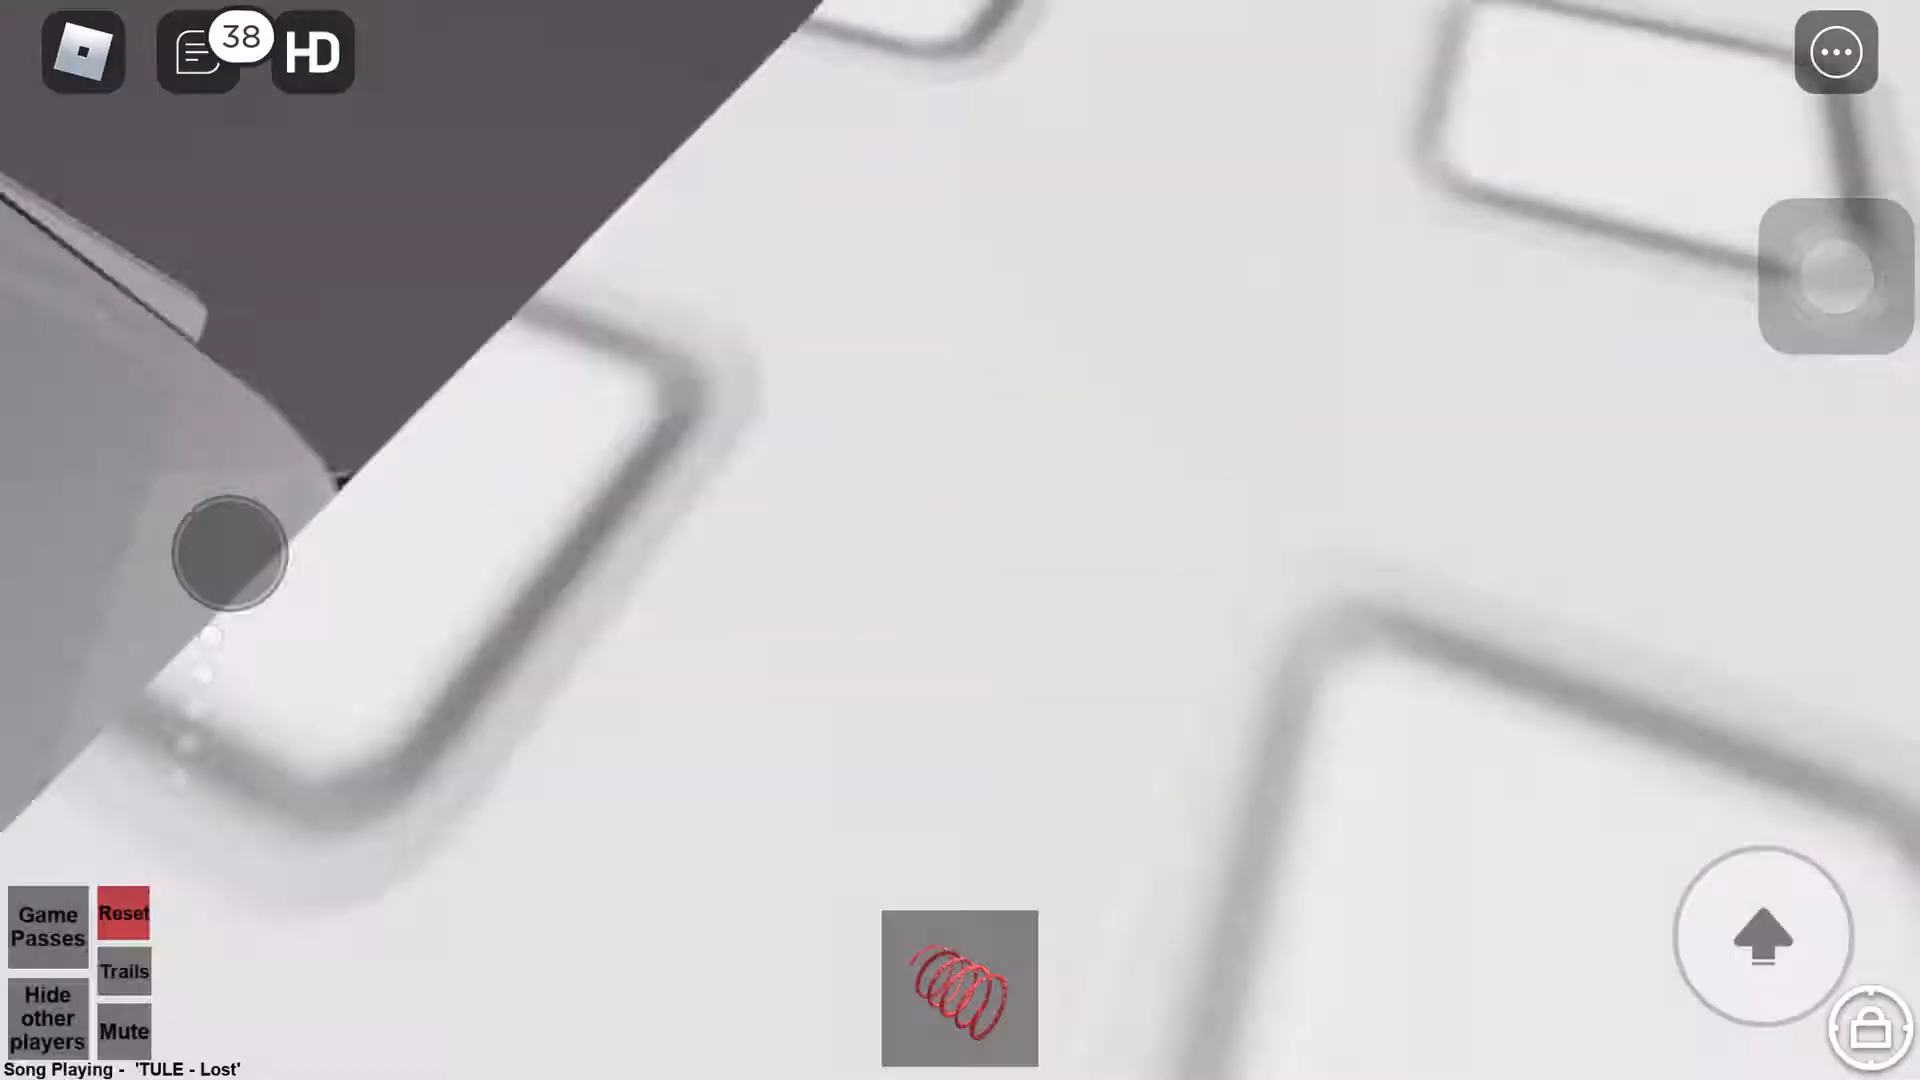 38
HD
Game
Passes
Reset
Trails
Hide
other
players
Mute
Song Playing - 'TULE - Lost'